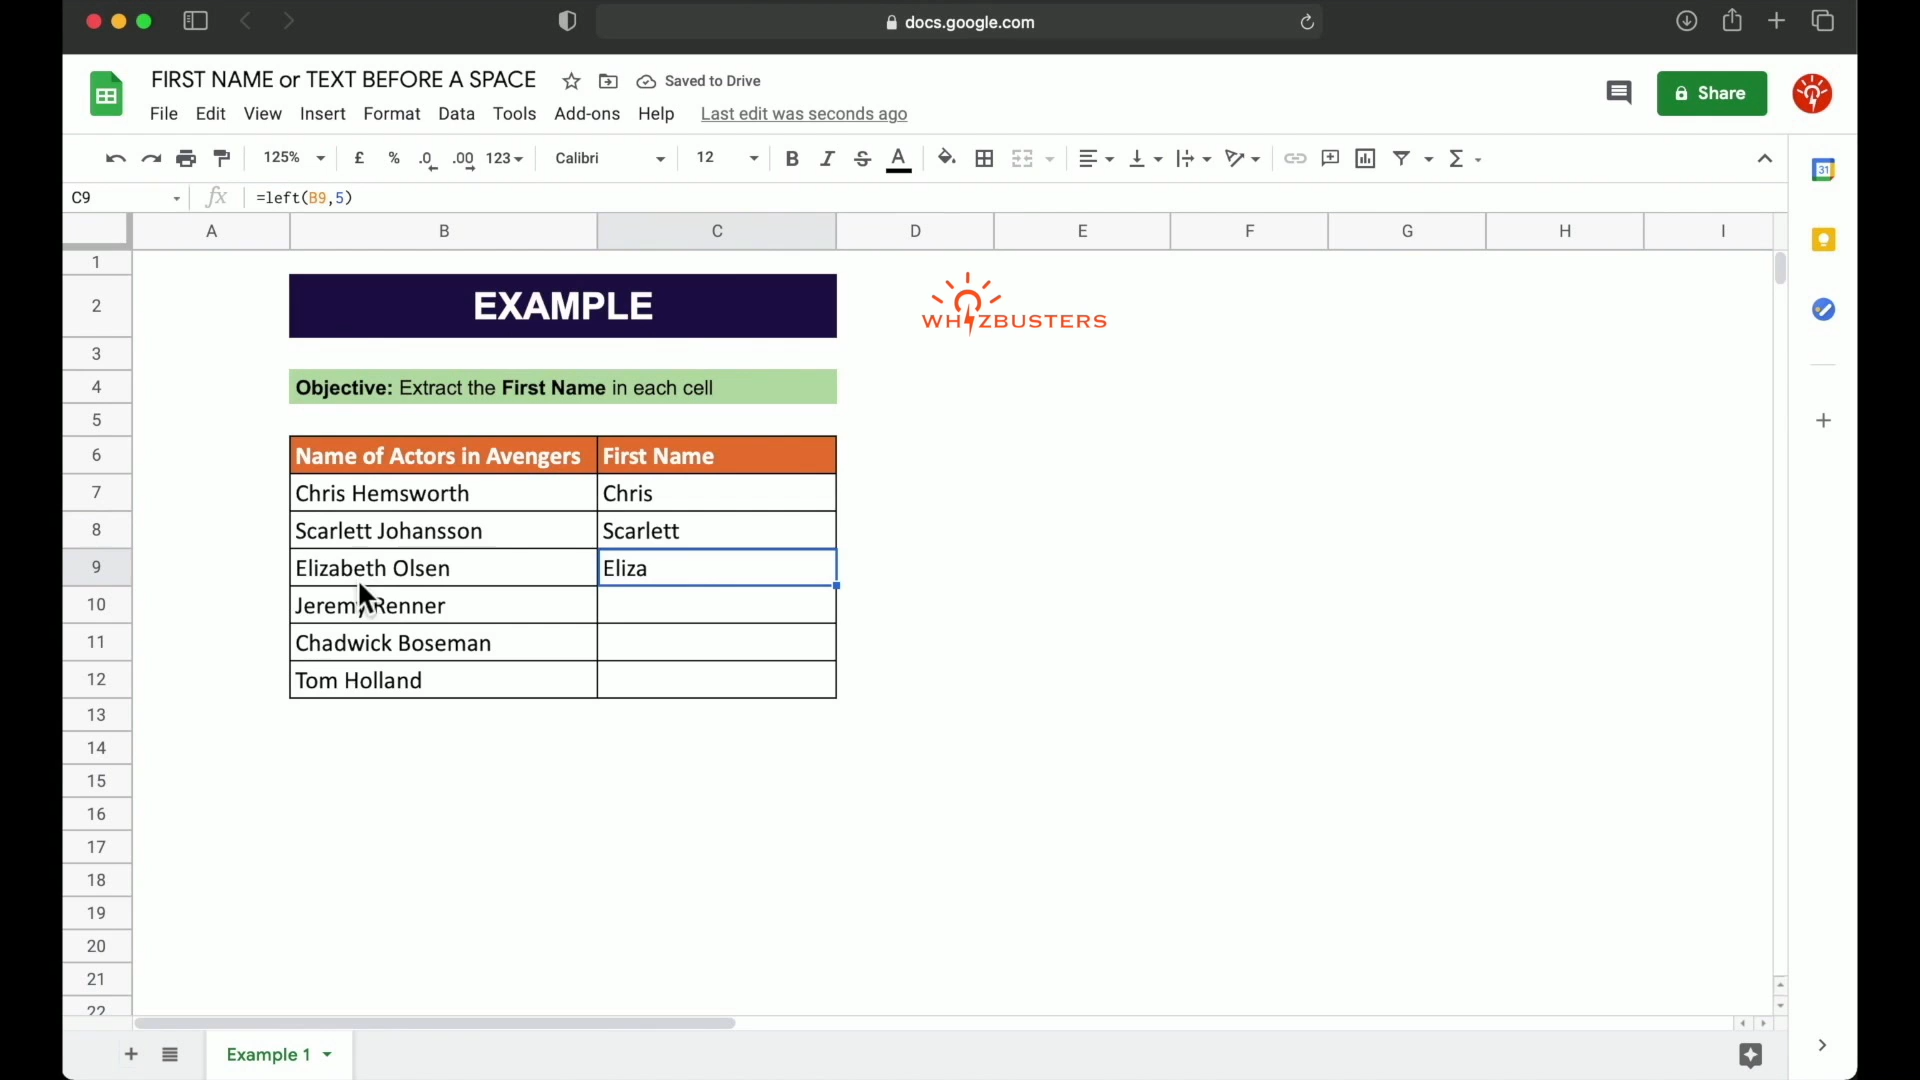 docs.google.com
FIRST NAME or TEXT BEFORE A SPACE
Saved to Drive
Share
File Edit View Insert Format Data Tools Add-ons Help Last edit was seconds ago
125% £ % .0 .00 123 Calibri 12 B I S A Σ
31
C9 fx =left(B9,5)
A B C D E F G H I
1
2 EXAMPLE
WHIZBUSTERS
3
4 Objective: Extract the First Name in each cell
5
6 Name of Actors in Avengers First Name
7 Chris Hemsworth Chris
8 Scarlett Johansson Scarlett
9 Elizabeth Olsen Eliza
10 Jeremy Renner
11 Chadwick Boseman
12 Tom Holland
13
14
15
16
17
18
19
20
21
22
Example 1